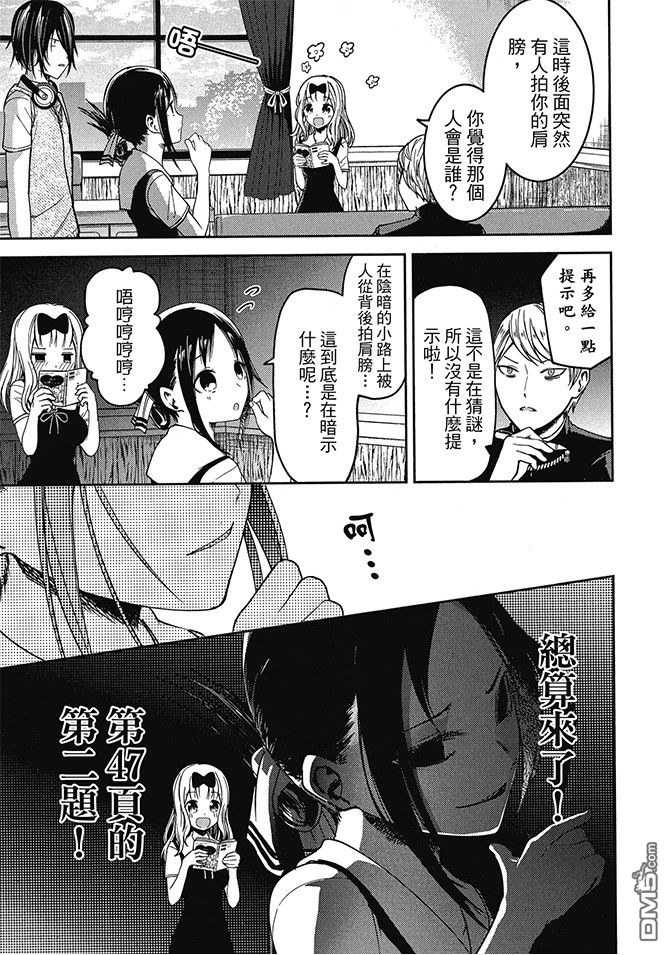 這時後面突然
有人拍你的肩
膀，
你覺得那個
人會是誰？
唔
再多給一點
提示吧。
這不是在猜謎，
所以沒有什麼提
示啦！
在陰暗的小路上被
人從背後拍肩膀…
這到底是在暗示
什麼呢…？
唔哼
哼哼哼…
呵…
總算來了！
第47頁的
第二題！
DM5.com